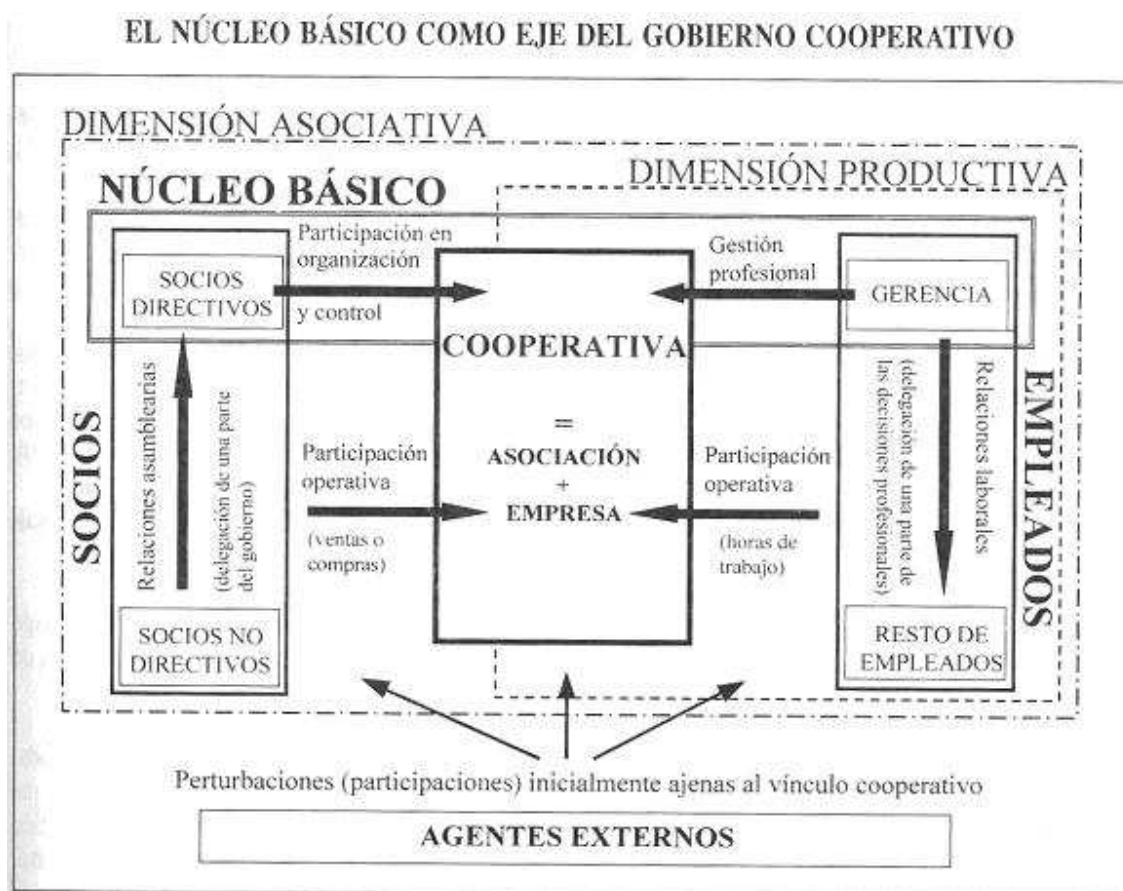 EL NÚCLEO BÁSICO COMO EJE DEL GOBIERNO COOPERATIVO
DIMENSIÓN ASOCIATIVA
DIMENSIÓN PRODUCTIVA
NÚCLEO BÁSICO
SOCIOS
DIRECTIVOS
Participación en
organización
y control
Gestión
profesional
GERENCIA
COOPERATIVA
=
ASOCIACIÓN
+
EMPRESA
SOCIOS
Relaciones asamblearias
(delegación de una parte
del gobierno)
Participación
operativa
(ventas o
compras)
Participación
operativa
(horas de
trabajo)
(delegación de una parte de
las decisiones profesionales)
Relaciones laborales
EMPLEADOS
SOCIOS NO
DIRECTIVOS
RESTO DE
EMPLEADOS
Perturbaciones (participaciones) inicialmente ajenas al vínculo cooperativo
AGENTES EXTERNOS